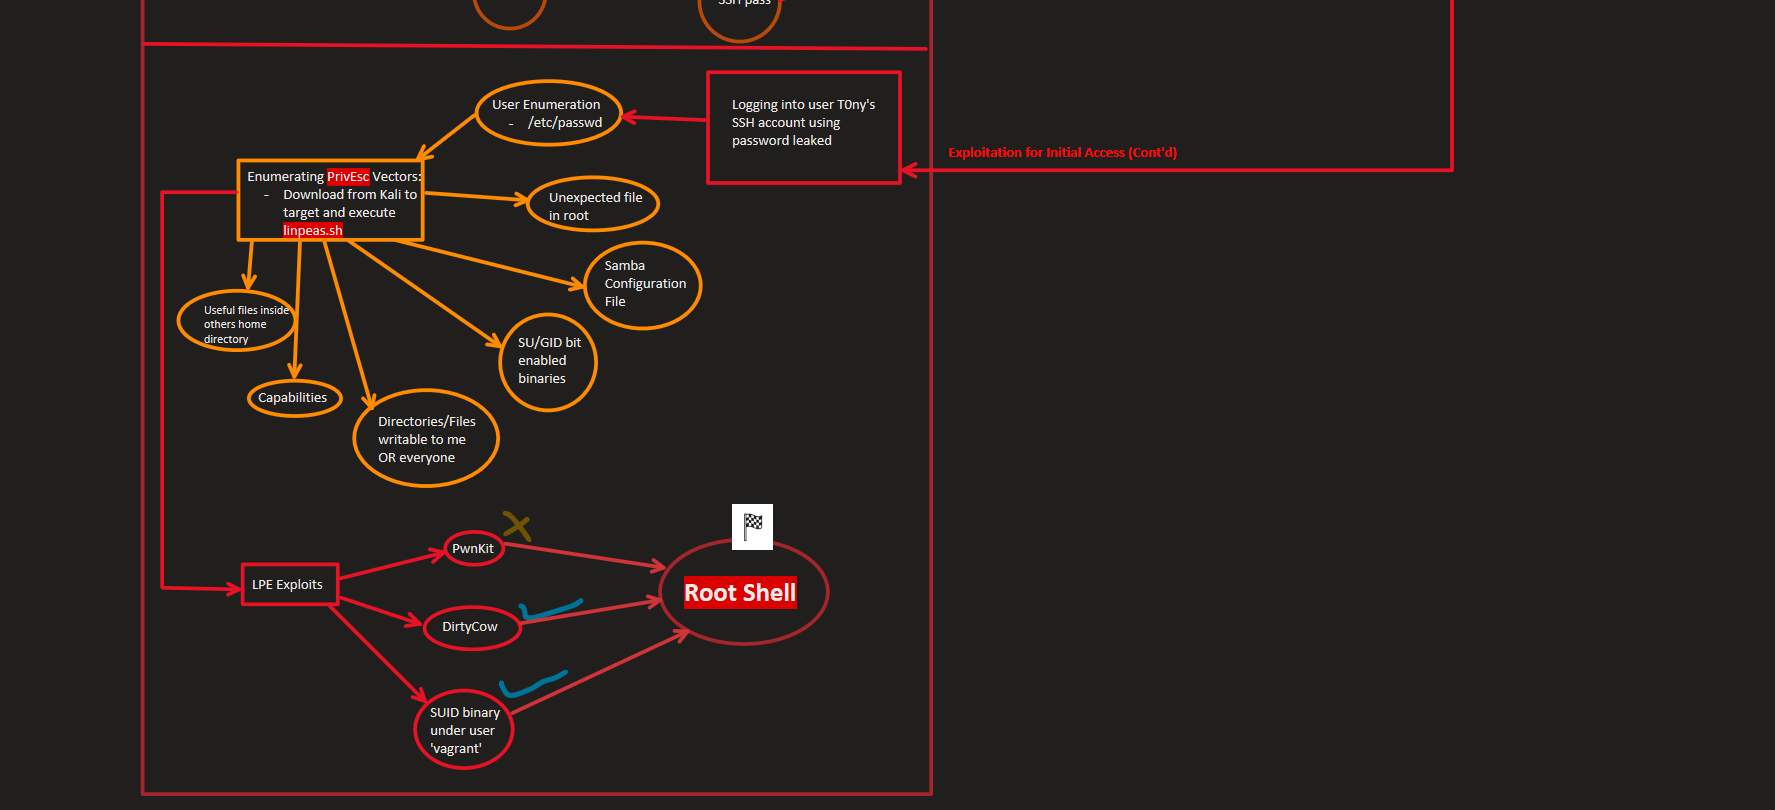 SSH pass
Logging into user T0ny's
SSH account using
password leaked
Exploitation for Initial Access (Cont'd)
User Enumeration
- /etc/passwd
Enumerating PrivEsc Vectors:
- Download from Kali to
target and execute
linpeas.sh
Unexpected file
in root
Samba
Configuration
File
SU/GID bit
enabled
binaries
Useful files inside
others home
directory
Capabilities
Directories/Files
writable to me
OR everyone
LPE Exploits
PwnKit
DirtyCow
SUID binary
under user
'vagrant'
Root Shell